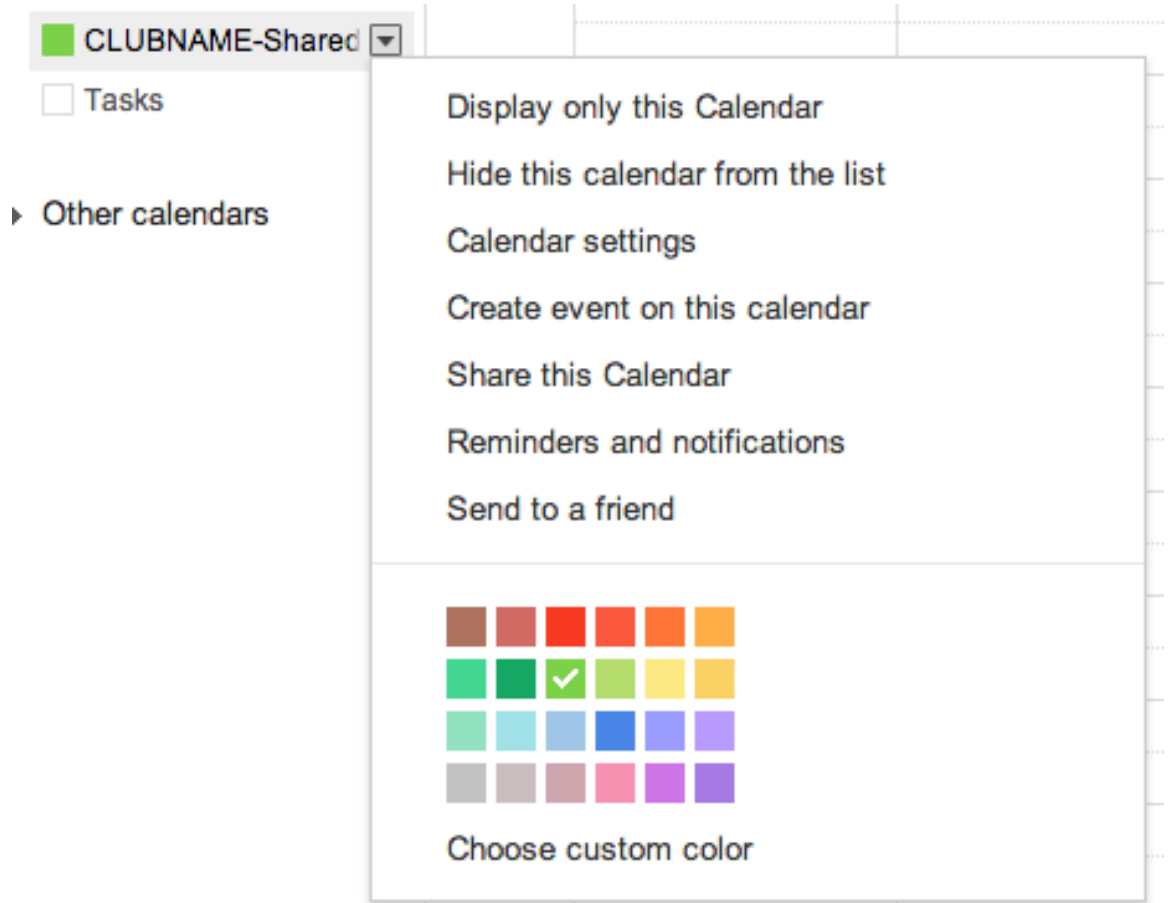 CLUBNAME-Shared
Tasks
Other calendars
Display only this Calendar
Hide this calendar from the list
Calendar settings
Create event on this calendar
Share this Calendar
Reminders and notifications
Send to a friend
Choose custom color